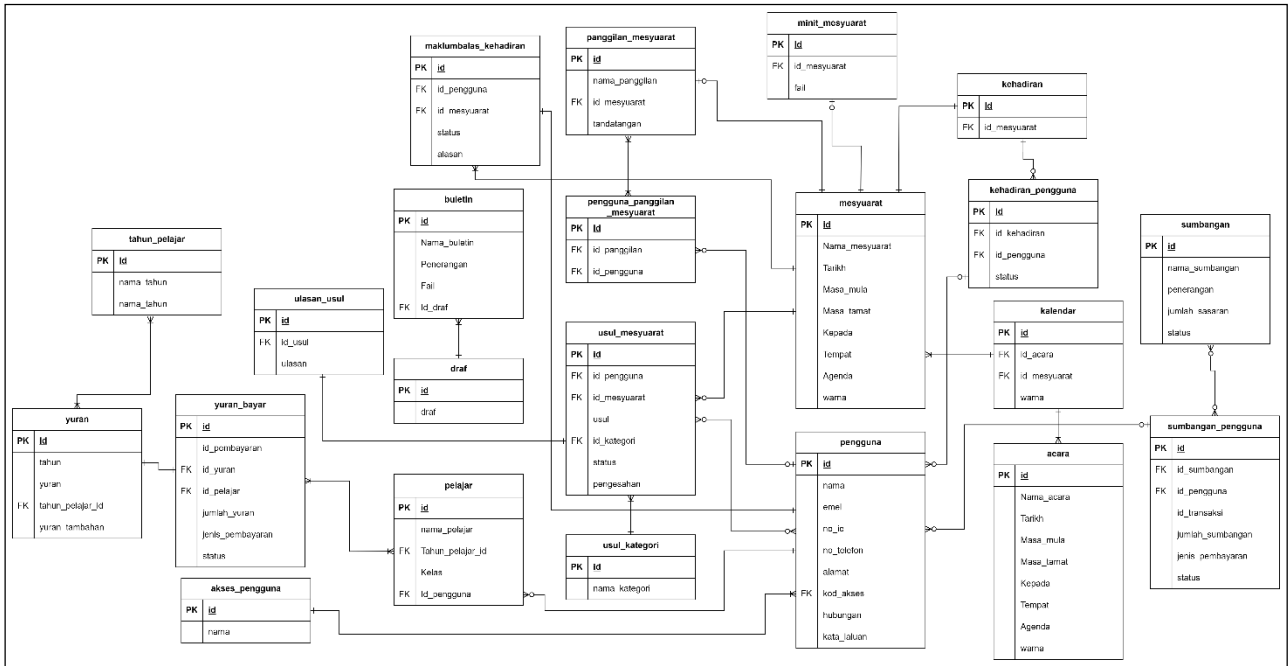 maklumbalas_kehadiran
PK id
FK id_pengguna
FK id_mesyuarat
status
alasan
panggilan_mesyuarat
PK id
nama_panggilan
FK id_mesyuarat
tandatangan
minit_mesyuarat
PK Id
FK id_mesyuarat
fail
kehadiran
PK Id
FK id_mesyuarat
tahun_pelajar
PK Id
nama_tahun
nama_tahun
buletin
PK id
Nama_buletin
Penerangan
Fail
FK Id_draf
pengguna_panggilan
_mesyuarat
PK Id
FK id_panggilan
FK id_pengguna
mesyuarat
PK Id
Nama_mesyuarat
Tarikh
Masa_mula
Masa_tamat
Kepada
Tempat
Agenda
warna
kehadiran_pengguna
PK Id
FK id_kehadiran
FK id_pengguna
status
sumbangan
PK id
nama_sumbangan
penerangan
jumlah_sasaran
status
ulasan_usul
PK id
FK id_usul
ulasan
draf
PK id
draf
usul_mesyuarat
PK Id
FK id_pengguna
FK id_mesyuarat
usul
FK id_kategori
status
pengesahan
kalendar
PK id
FK id_acara
FK id_mesyuarat
warna
yuran
PK Id
tahun
yuran
FK tahun_pelajar_id
yuran_tambahan
yuran_bayar
PK id
id_pembayaran
FK id_yuran
FK id_pelajar
jumlah_yuran
jenis_pembayaran
status
pelajar
PK id
nama_pelajar
FK Tahun_pelajar_id
Kelas
FK Id_pengguna
usul_kategori
PK Id
nama_kategori
pengguna
PK id
nama
emel
no_ic
no_telefon
alamat
FK kod_akses
hubungan
kata_laluan
acara
PK id
Nama_acara
Tarikh
Masa_mula
Masa_tamat
Kepada
Tempat
Agenda
warna
sumbangan_pengguna
PK id
FK id_sumbangan
FK id_pengguna
id_transaksi
jumlah_sumbangan
jenis_pembayaran
status
akses_pengguna
PK id
nama